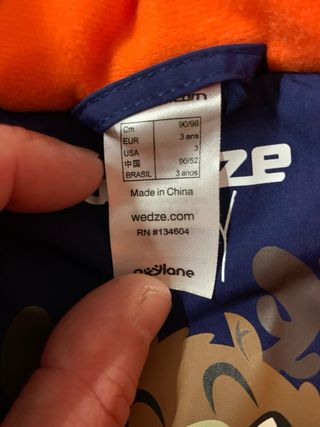 .com
Cm 90/98
EUR 3 ans
USA 3
中国 90/52
BRASIL 3 anos
Made in China
wedze.com
RN #134604
oxylane